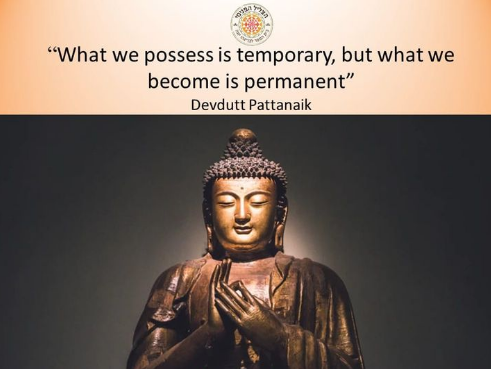 “What we possess is temporary, but what we
become is permanent”
Devdutt Pattanaik